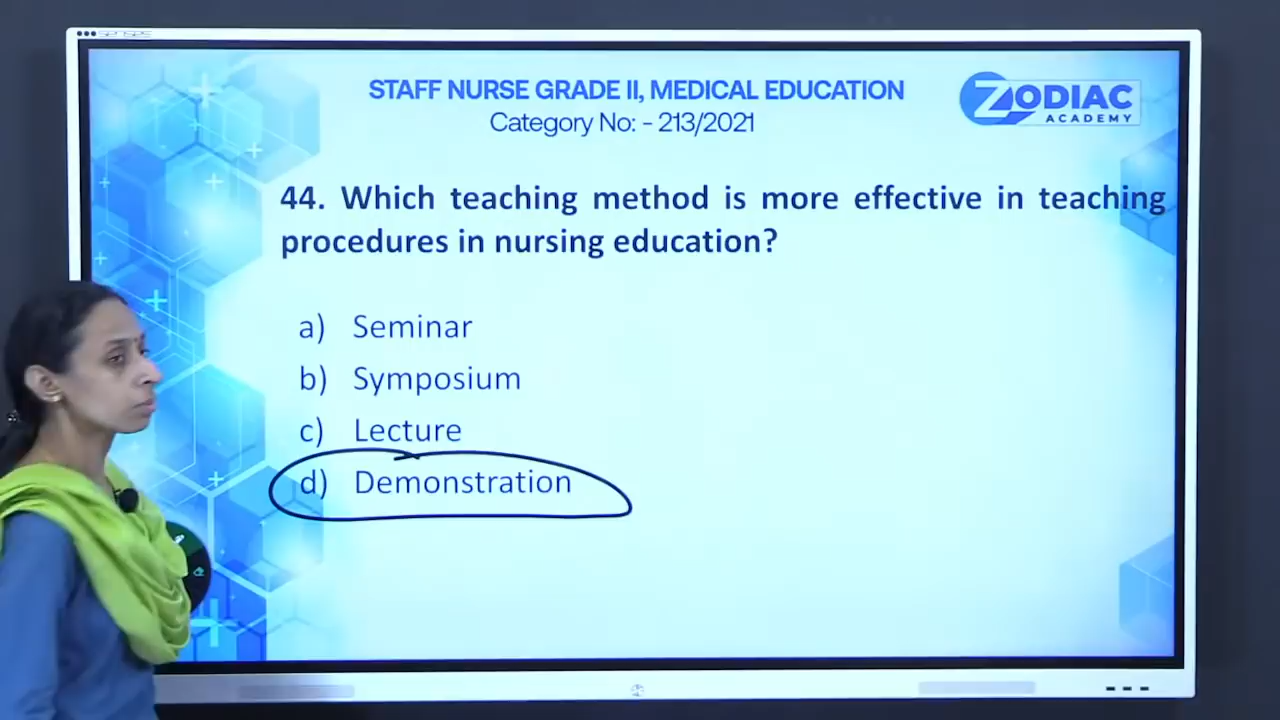 senses
STAFF NURSE GRADE II, MEDICAL EDUCATION
Category No: - 213/2021
ZODIAC
ACADEMY
44. Which teaching method is more effective in teaching
procedures in nursing education?
a) Seminar
b) Symposium
c) Lecture
d) Demonstration